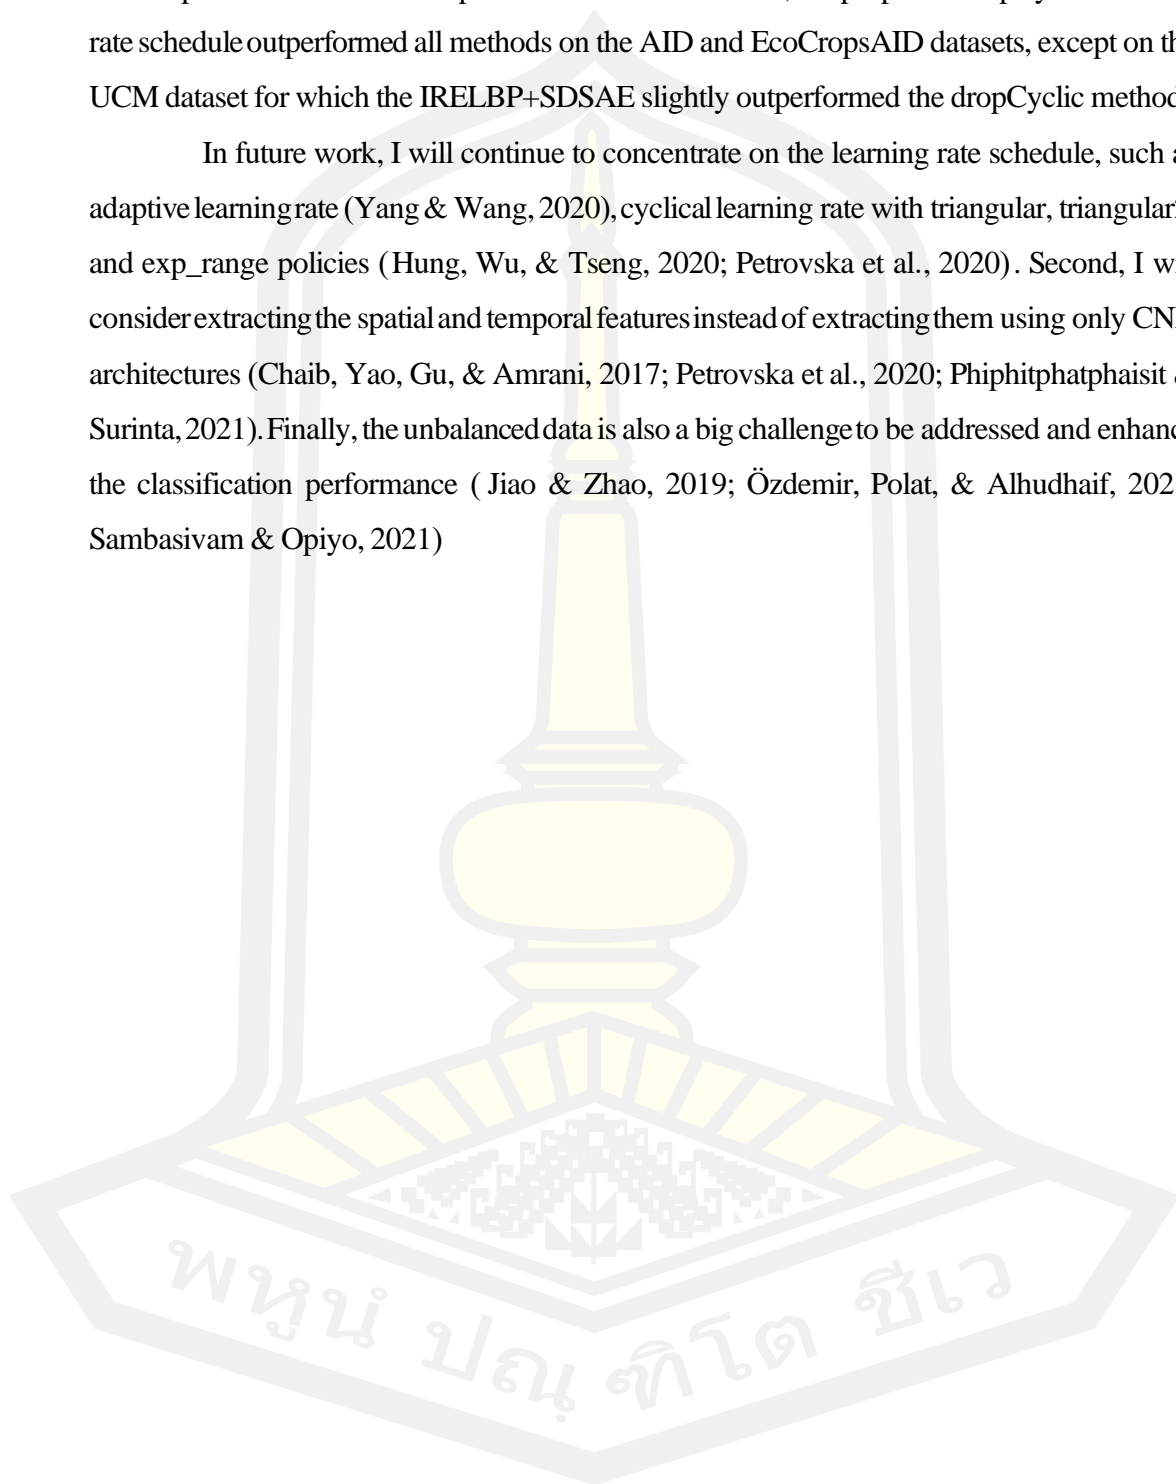 rate schedule outperformed all methods on the AID and EcoCropsAID datasets, except on th
UCM dataset for which the IRELBP+SDSAE slightly outperformed the dropCyclic method
In future work, I will continue to concentrate on the learning rate schedule, such a
adaptive learning rate (Yang & Wang, 2020), cyclical learning rate with triangular, triangular
and exp_range policies (Hung, Wu, & Tseng, 2020; Petrovska et al., 2020). Second, I w
consider extracting the spatial and temporal features instead of extracting them using only CN
architectures (Chaib, Yao, Gu, & Amrani, 2017; Petrovska et al., 2020; Phiphitphatphaisit
Surinta, 2021). Finally, the unbalanced data is also a big challenge to be addressed and enhanc
the classification performance ( Jiao & Zhao, 2019; Özdemir, Polat, & Alhudhaif, 202
Sambasivam & Opiyo, 2021)
พหูนํ ปณฺฑิโต ชีเว